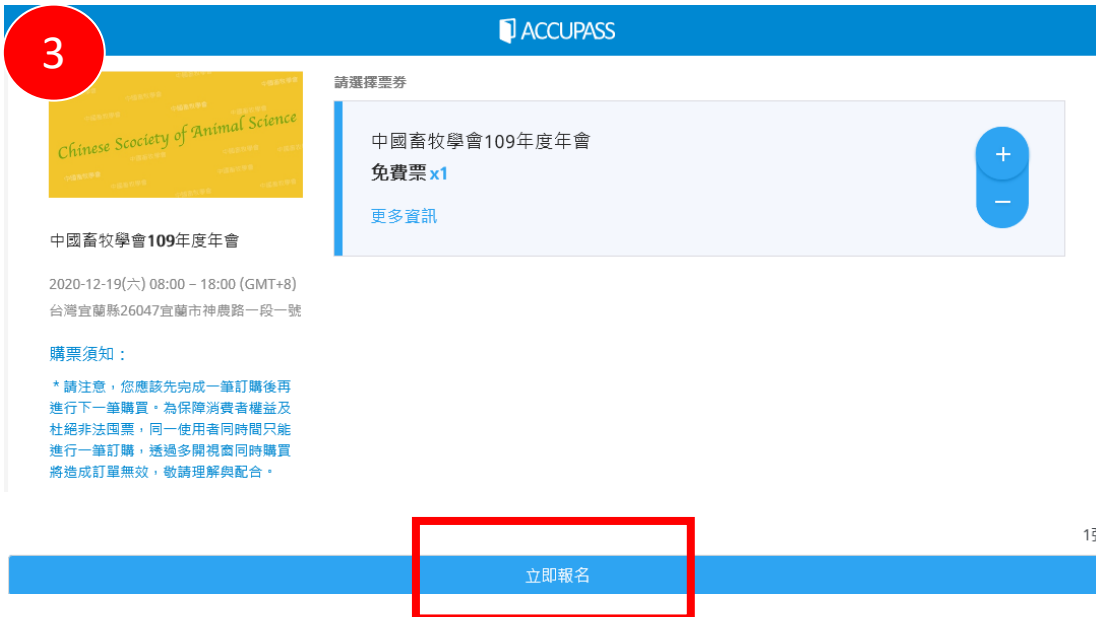 3
ACCUPASS
Chinese Scociety of Animal Science
請選擇票券
中國畜牧學會109年度年會
免費票 x1
更多資訊
+
−
中國畜牧學會109年度年會
2020-12-19(六) 08:00 – 18:00 (GMT+8)
台灣宜蘭縣26047宜蘭市神農路一段一號
購票須知：
* 請注意，您應該先完成一筆訂購後再
進行下一筆購買。為保障消費者權益及
杜絕非法囤票，同一使用者同時間只能
進行一筆訂購，透過多開視窗同時購買
將造成訂單無效，敬請理解與配合。
1張
立即報名